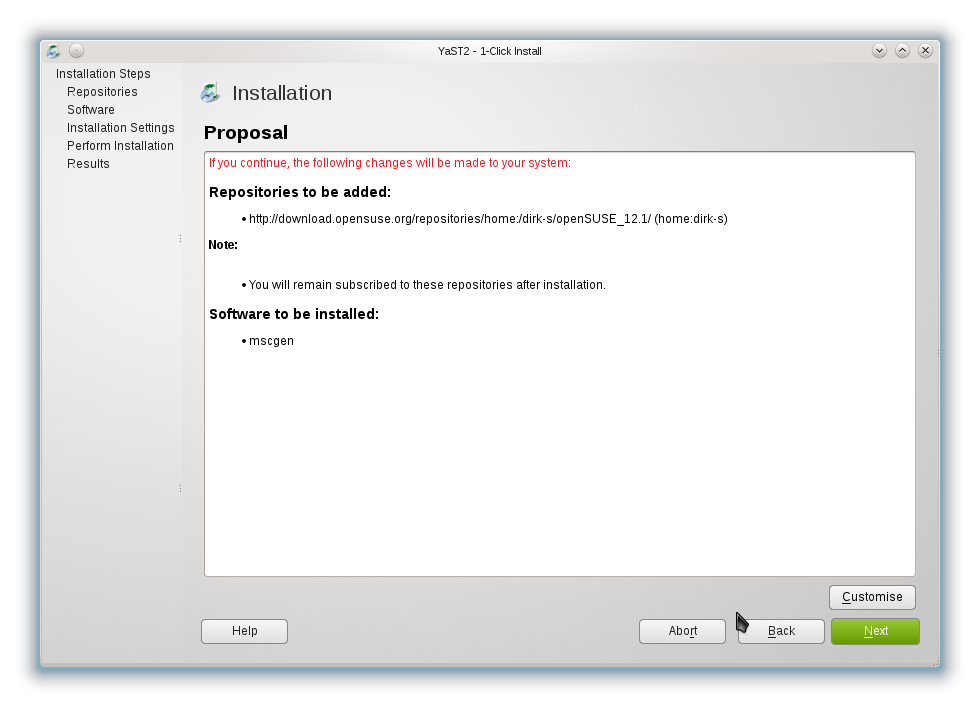 YaST2 - 1-Click Install
Installation Steps
Repositories
Software
Installation Settings
Perform Installation
Results
Installation
Proposal
If you continue, the following changes will be made to your system:
Repositories to be added:
• http://download.opensuse.org/repositories/home:/dirk-s/openSUSE_12.1/ (home:dirk-s)
Note:
• You will remain subscribed to these repositories after installation.
Software to be installed:
• mscgen
Customise
Help
Abort
Back
Next